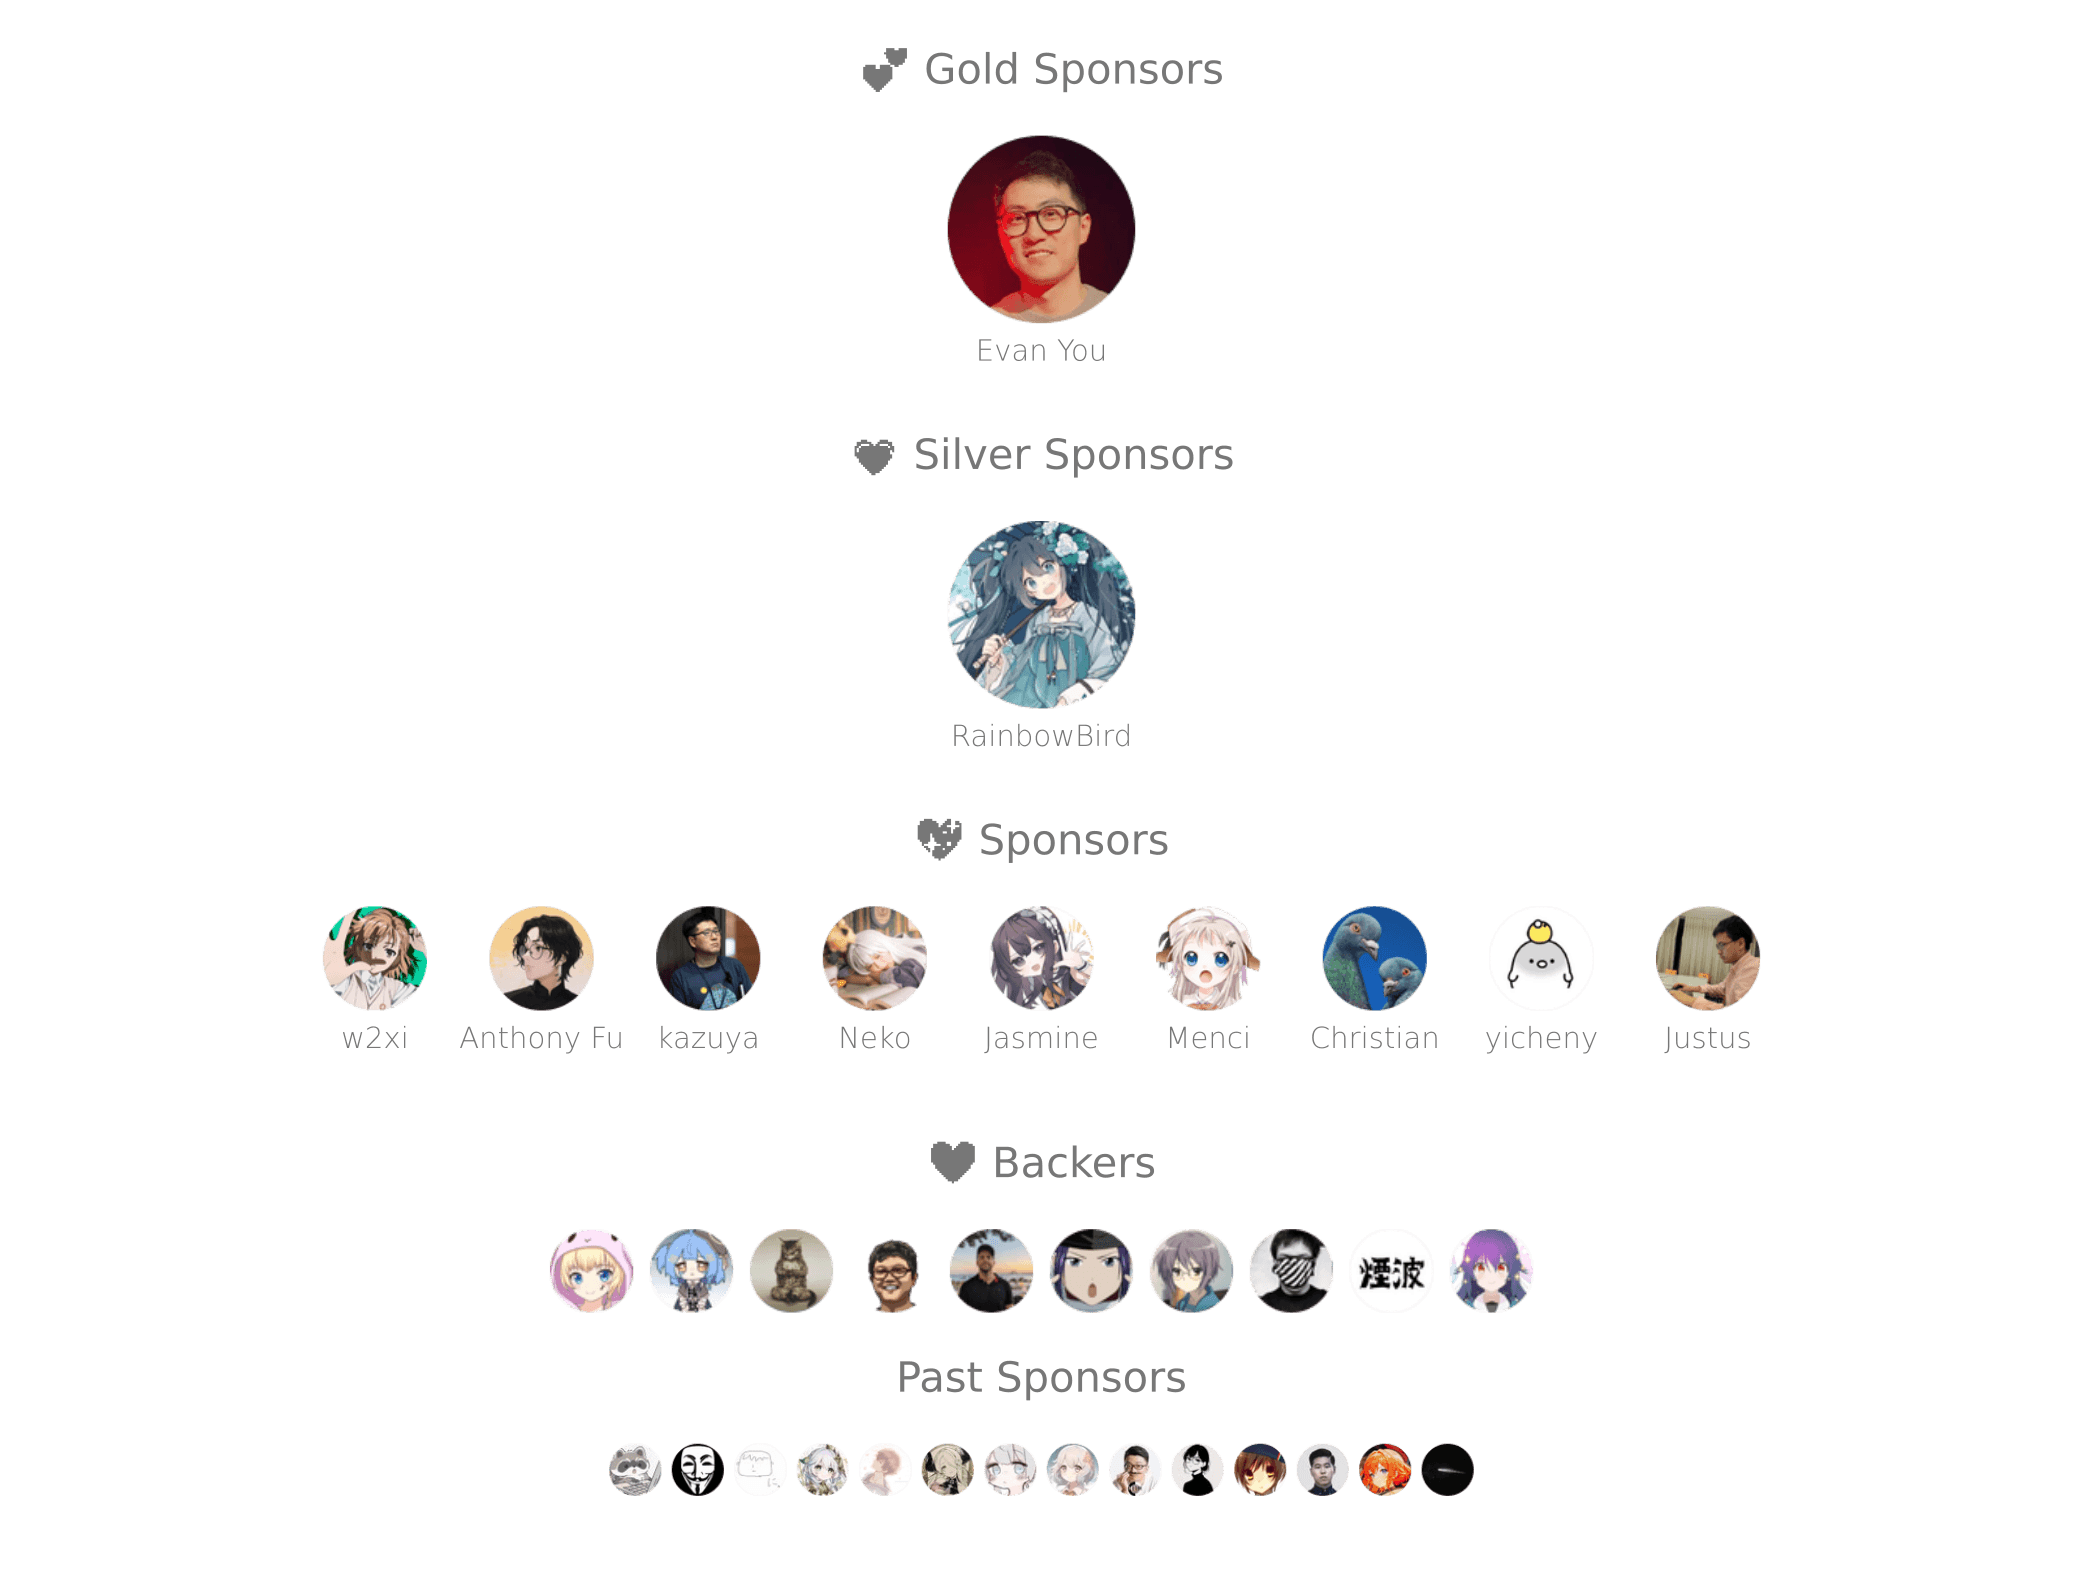 Gold Sponsors
Evan You
Silver Sponsors
RainbowBird
Sponsors
w2xi Anthony Fu kazuya Neko Jasmine Menci Christian yicheny Justus
Backers
煙波
Past Sponsors